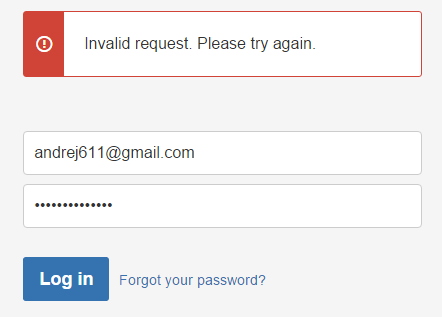 Invalid request. Please try again.
andrej611@gmail.com
••••••••••••••
Log in
Forgot your password?